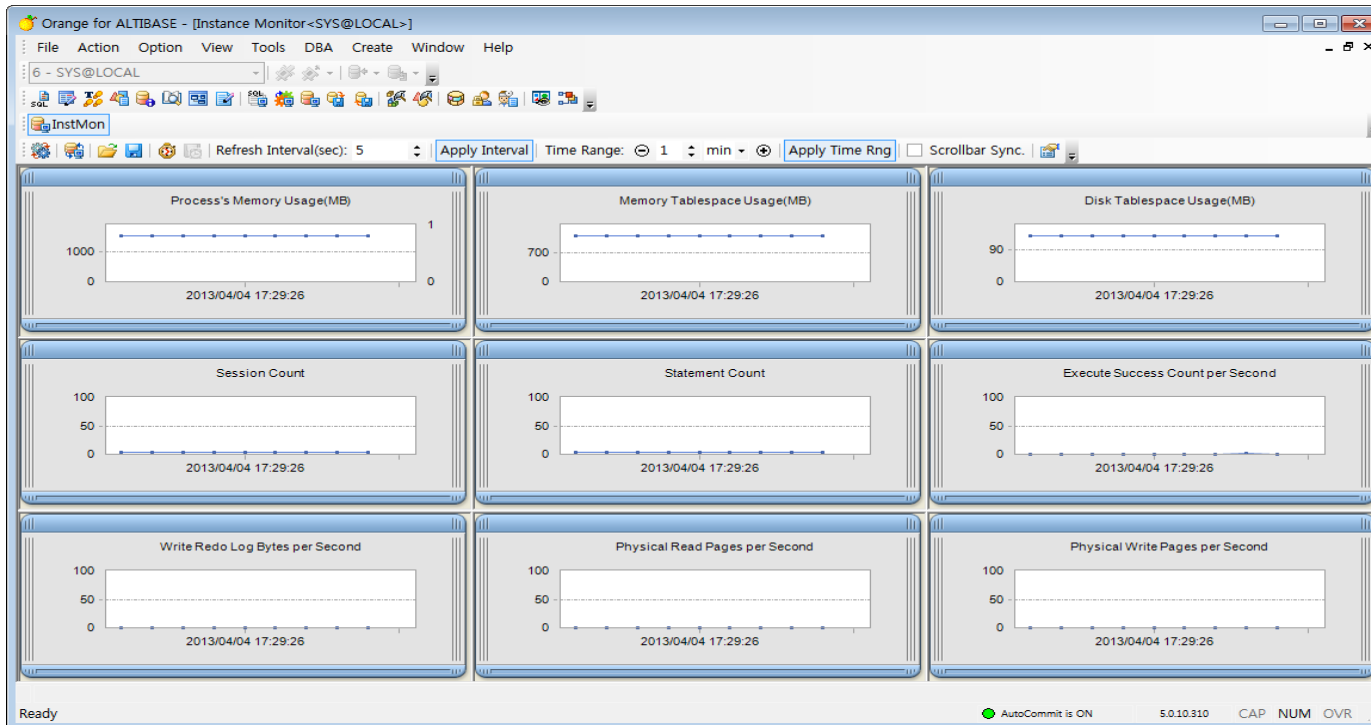 Orange for ALTIBASE - [Instance Monitor<SYS@LOCAL>]
File Action Option View Tools DBA Create Window Help
6 - SYS@LOCAL
SQL SQL
InstMon
Refresh Interval(sec): 5 Apply Interval Time Range: 1 min Apply Time Rng Scrollbar Sync.
Process's Memory Usage(MB)
1
1000
0 0
2013/04/04 17:29:26
Memory Tablespace Usage(MB)
700
0
2013/04/04 17:29:26
Disk Tablespace Usage(MB)
90
0
2013/04/04 17:29:26
Session Count
100
50
0
2013/04/04 17:29:26
Statement Count
100
50
0
2013/04/04 17:29:26
Execute Success Count per Second
100
50
0
2013/04/04 17:29:26
Write Redo Log Bytes per Second
100
50
0
2013/04/04 17:29:26
Physical Read Pages per Second
100
50
0
2013/04/04 17:29:26
Physical Write Pages per Second
100
50
0
2013/04/04 17:29:26
Ready AutoCommit is ON 5.0.10.310 CAP NUM OVR